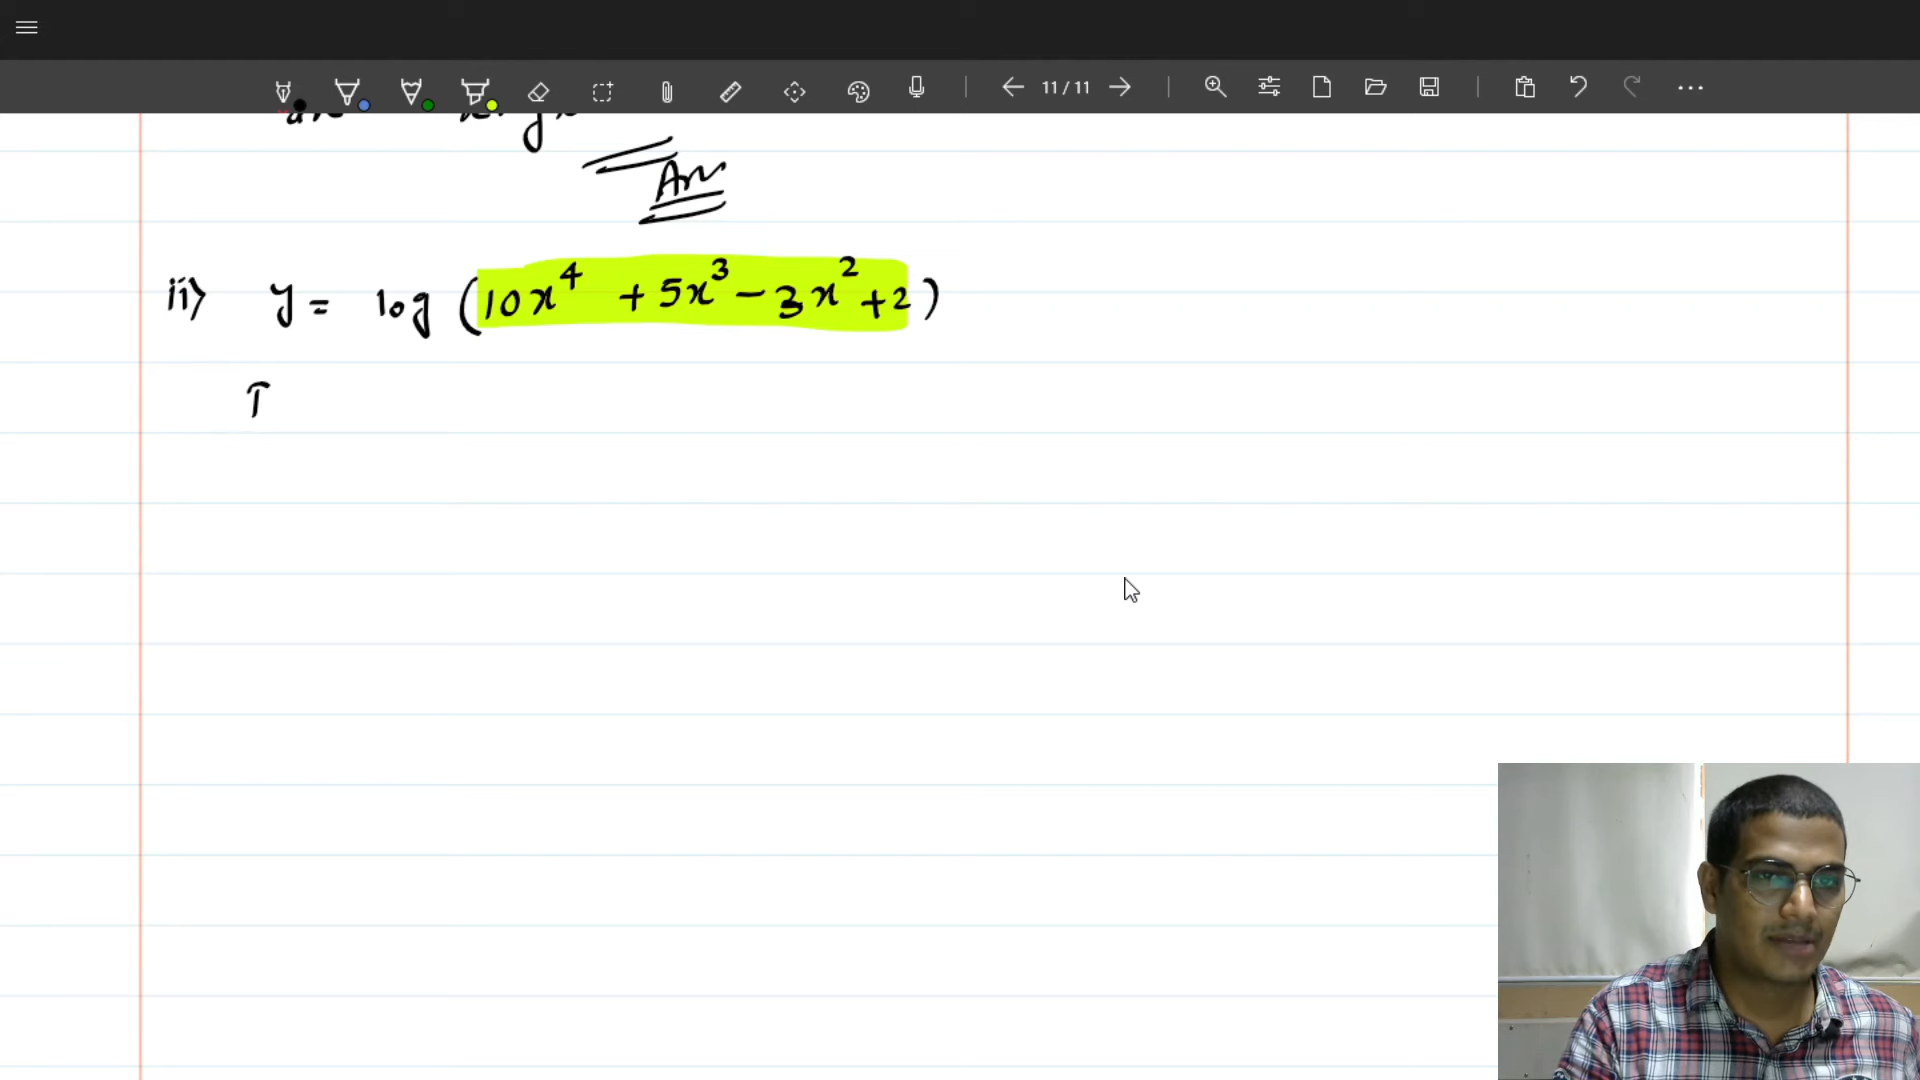 11 / 11
Ans
ii) y = log (10x⁴ + 5x³ - 3x² + 2)
T